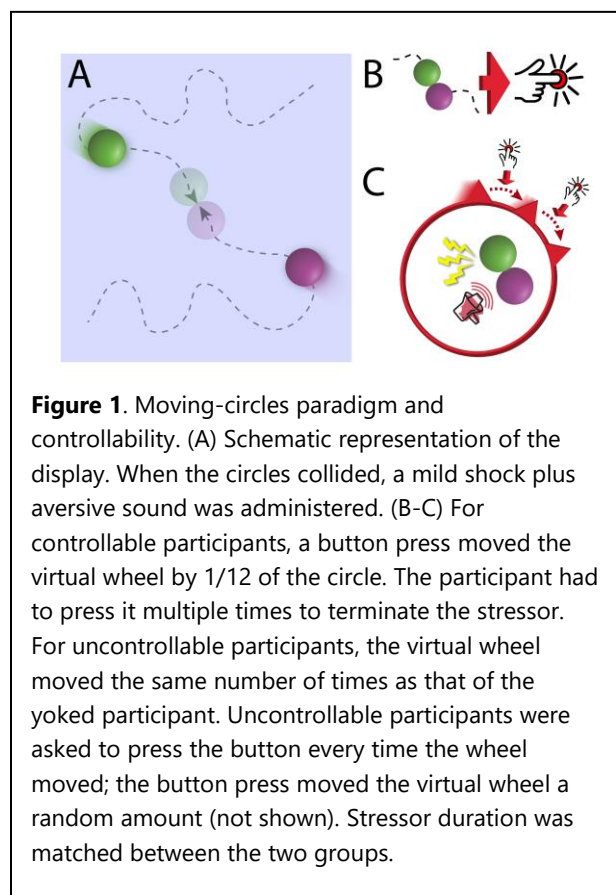 A
B
C
Figure 1. Moving-circles paradigm and
controllability. (A) Schematic representation of the
display. When the circles collided, a mild shock plus
aversive sound was administered. (B-C) For
controllable participants, a button press moved the
virtual wheel by 1/12 of the circle. The participant had
to press it multiple times to terminate the stressor.
For uncontrollable participants, the virtual wheel
moved the same number of times as that of the
yoked participant. Uncontrollable participants were
asked to press the button every time the wheel
moved; the button press moved the virtual wheel a
random amount (not shown). Stressor duration was
matched between the two groups.